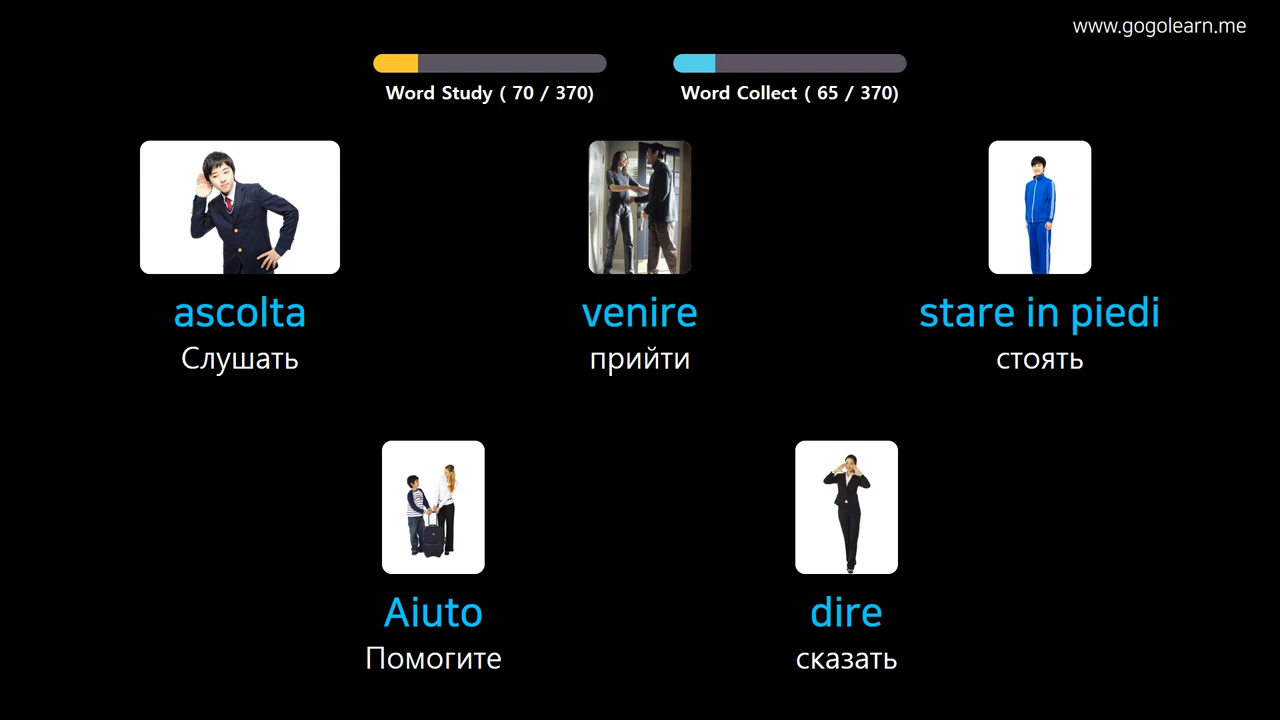 www.gogolearn.me
Word Study ( 70 / 370)
Word Collect ( 65 / 370)
ascolta
Слушать
venire
прийти
stare in piedi
стоять
Aiuto
Помогите
dire
сказать